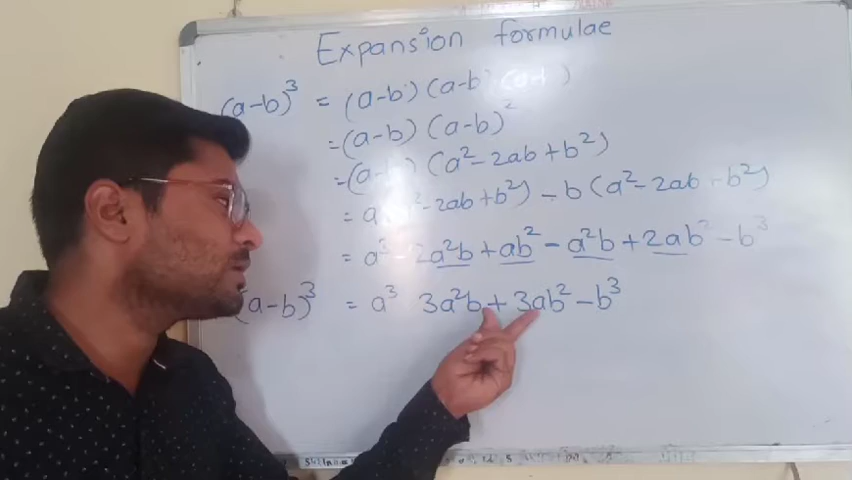 Expansion formulae
(a-b)³ = (a-b)(a-b)(a-b)
=(a-b)(a-b)²
=(a-b)(a²-2ab+b²)
= a(a²-2ab+b²) -b(a²-2ab+b²)
= a³-2a²b+ab²-a²b+2ab²-b³
(a-b)³ = a³ 3a²b+3ab²-b³